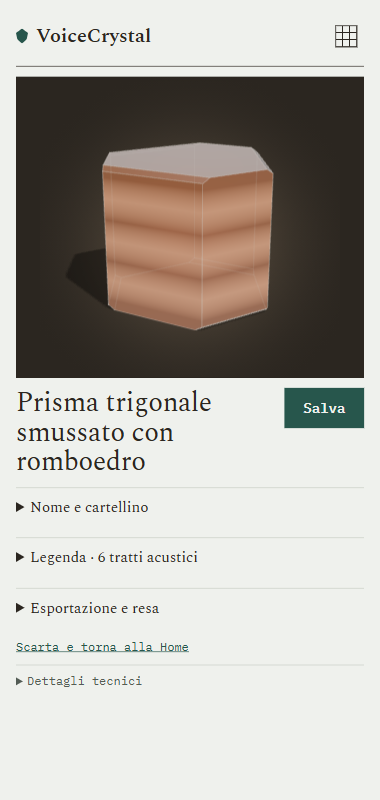 VoiceCrystal
Prisma trigonale
smussato con
romboedro
Salva
Nome e cartellino
Legenda · 6 tratti acustici
Esportazione e resa
Scarta e torna alla Home
Dettagli tecnici